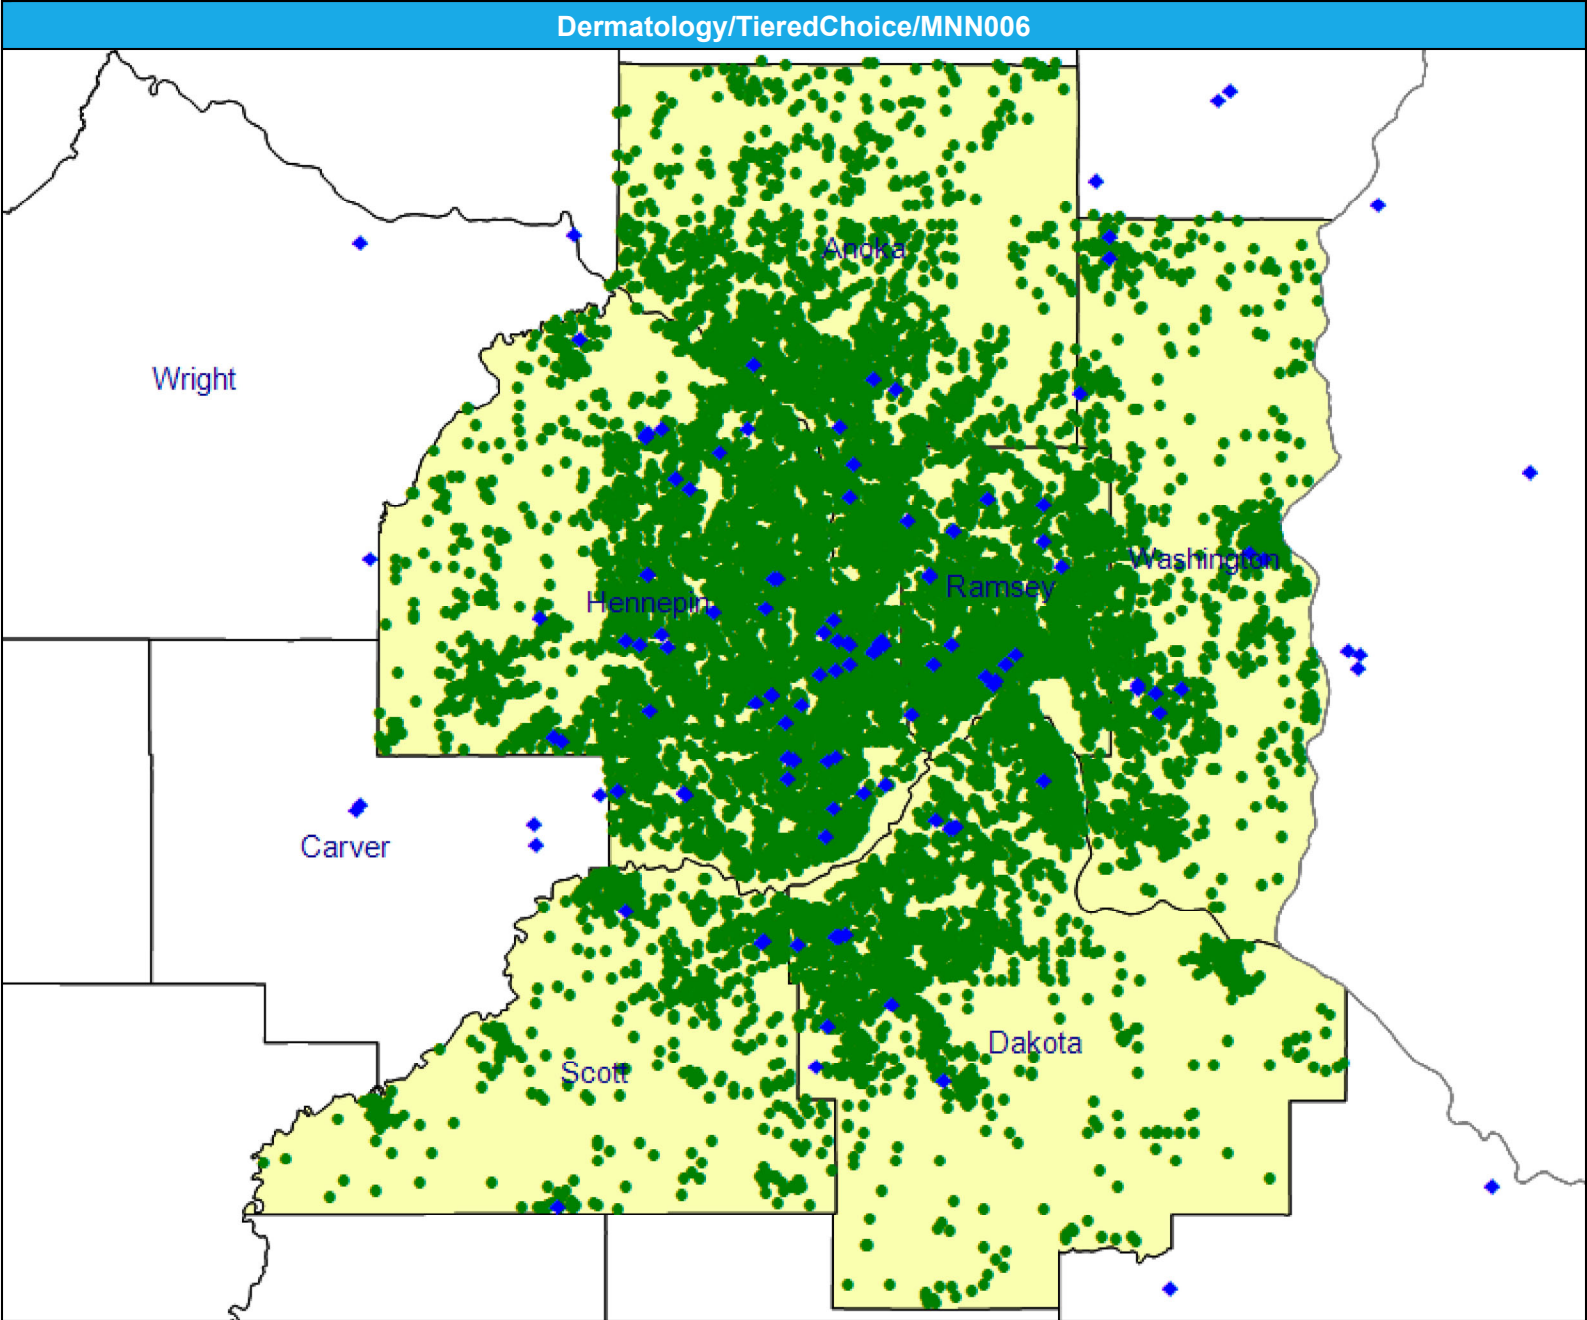 Dermatology/TieredChoice/MNN006
Anoka
Wright
Washington
Ramsey
Hennepin
Carver
Dakota
Scott